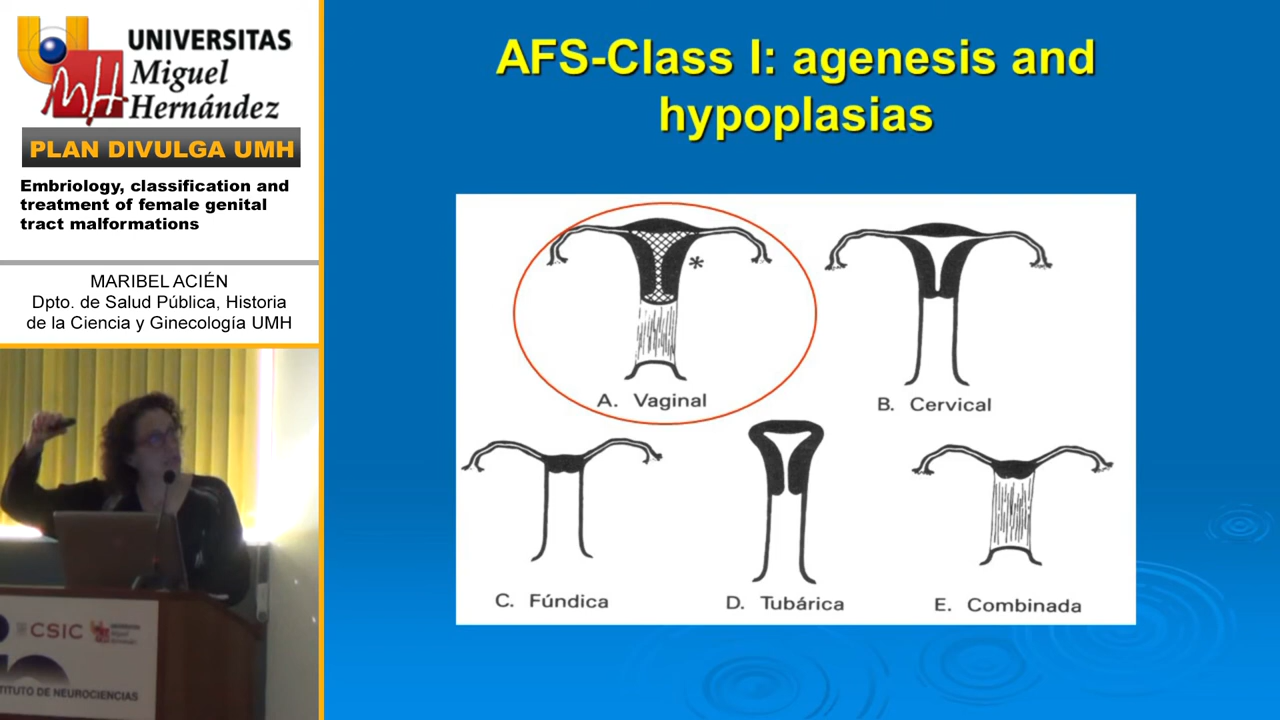 UNIVERSITAS
Miguel
Hernández
PLAN DIVULGA UMH
Embriology, classification and
treatment of female genital
tract malformations
MARIBEL ACIÉN
Dpto. de Salud Pública, Historia
de la Ciencia y Ginecología UMH
CSIC
TITUTO DE NEUROCIENCIAS
AFS-Class I: agenesis and
hypoplasias
*
A. Vaginal
B. Cervical
C. Fúndica
D. Tubárica
E. Combinada